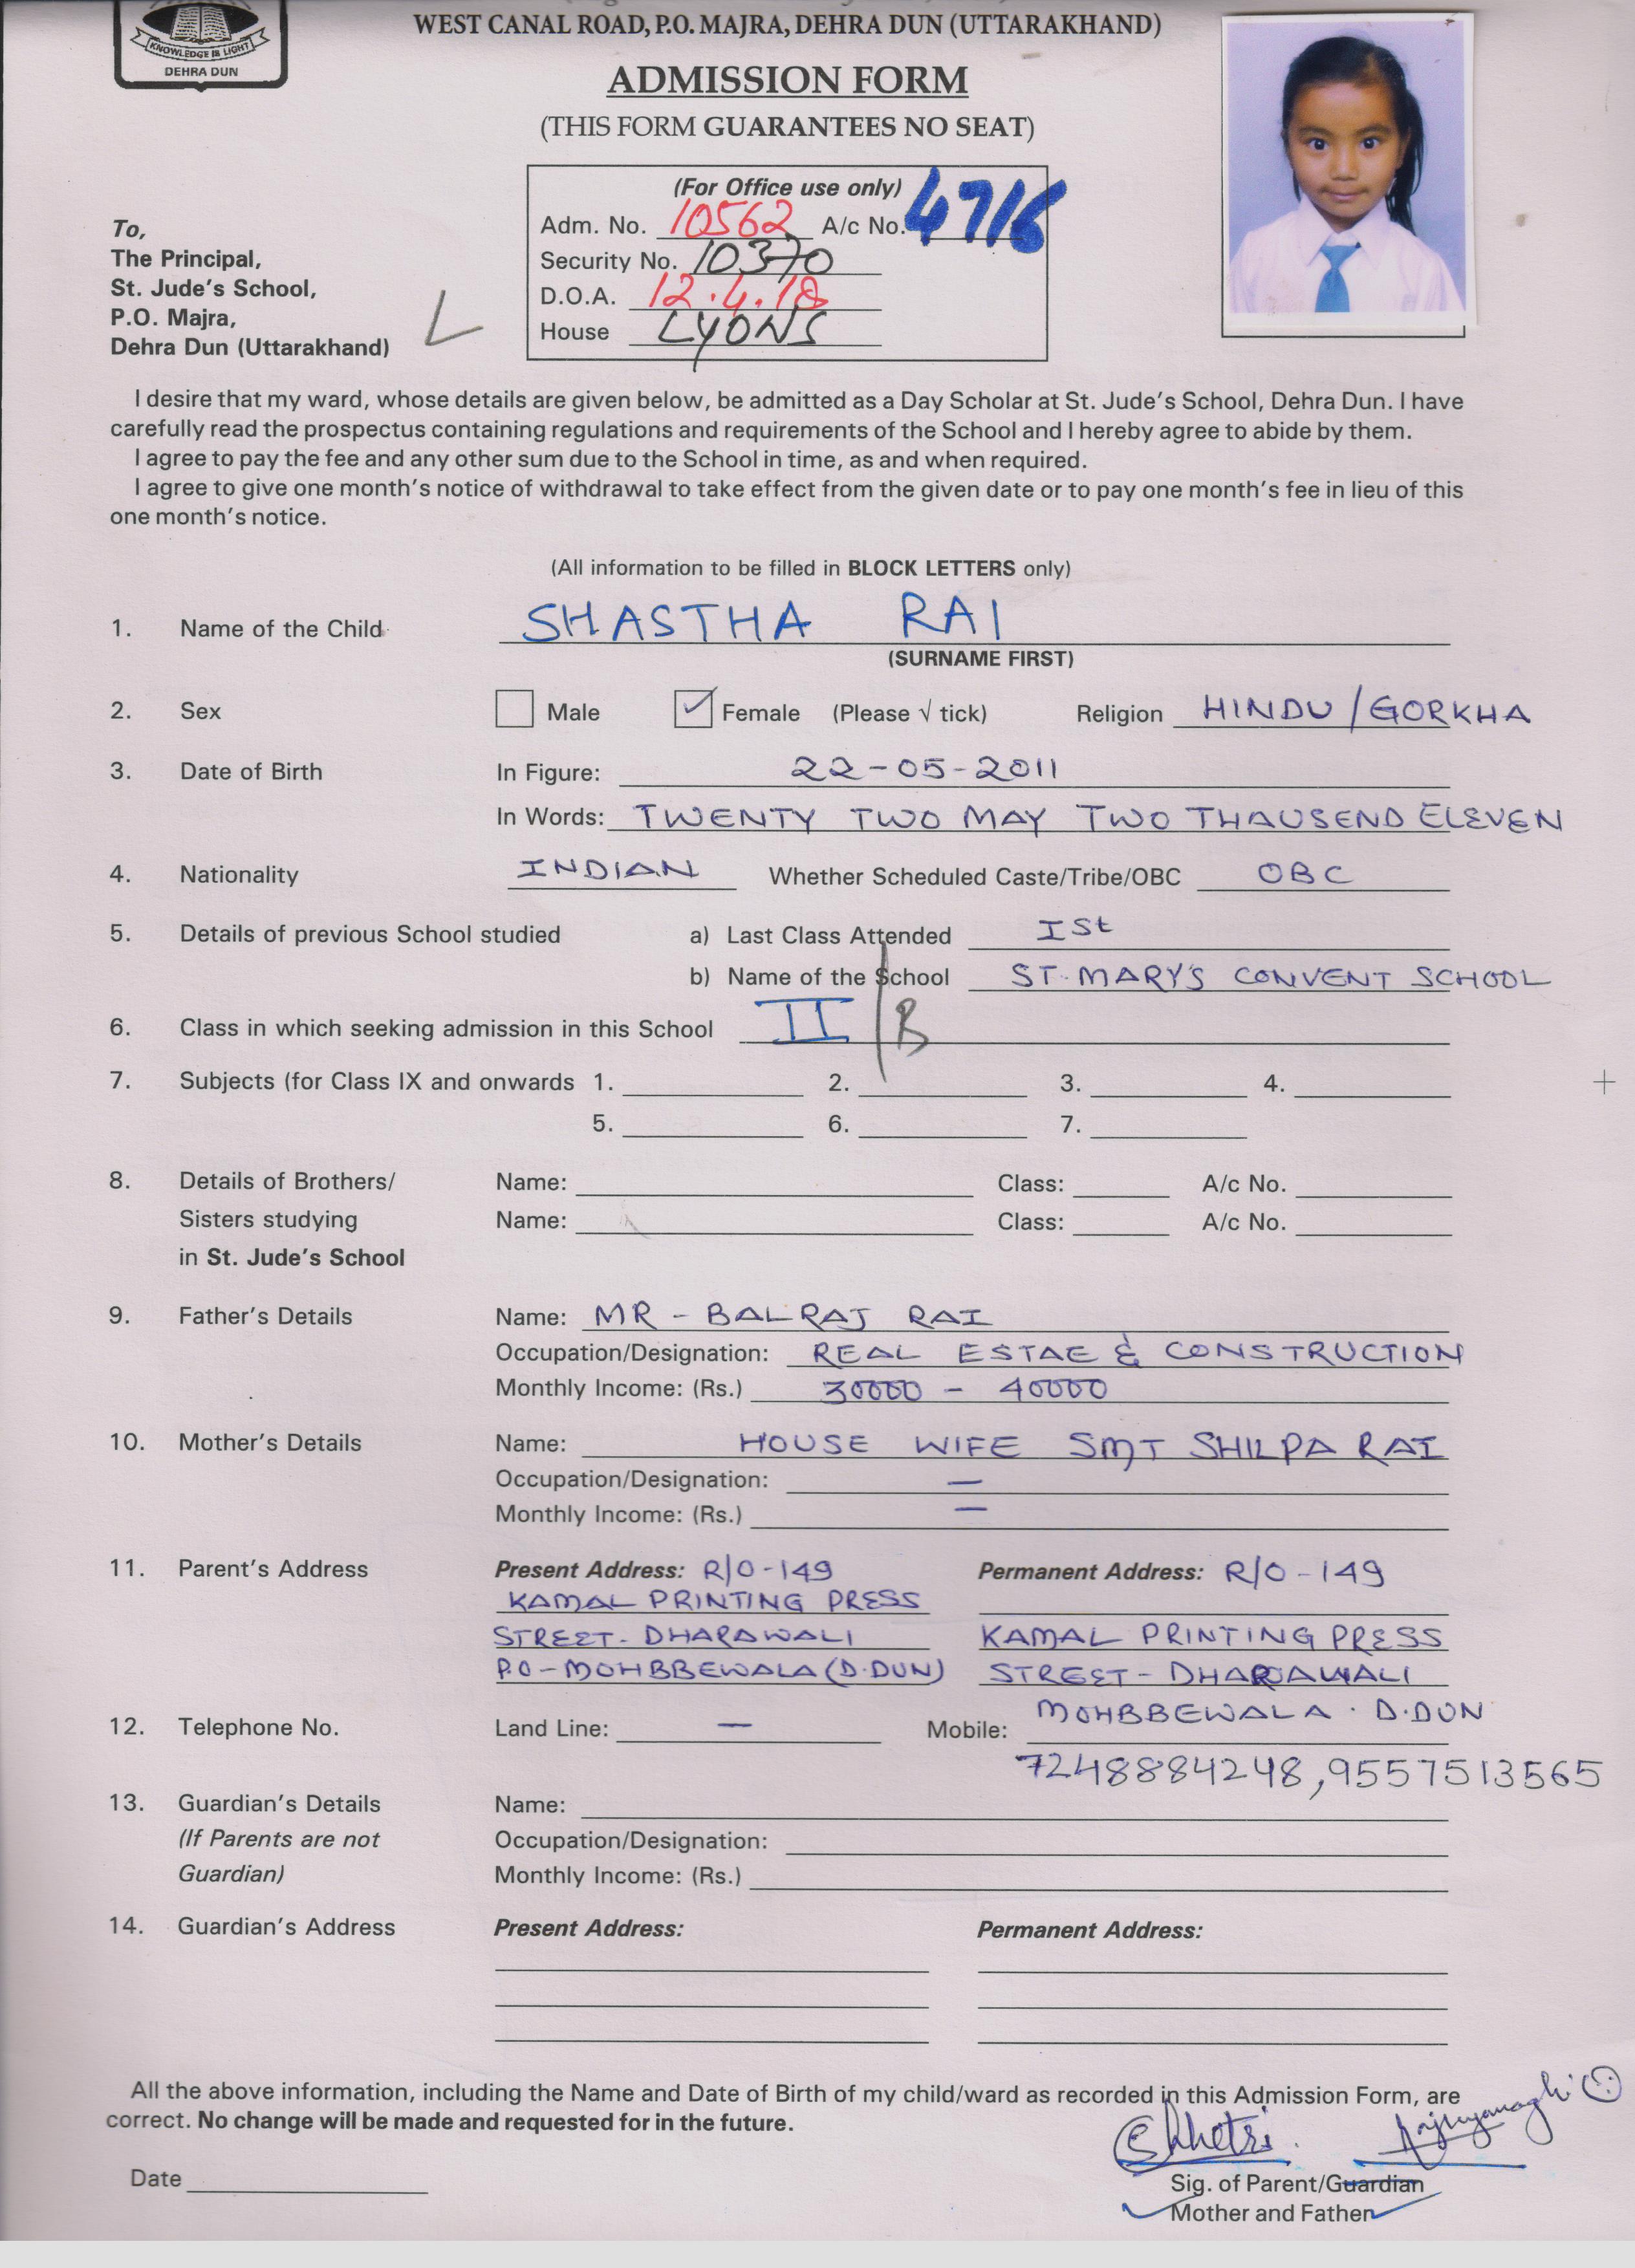 KNOWLEDGE IS LIGHT
DEHRA DUN
WEST CANAL ROAD, P.O. MAJRA, DEHRA DUN (UTTARAKHAND)
ADMISSION FORM
(THIS FORM GUARANTEES NO SEAT)
(For Office use only)
Adm. No. 10562 A/c No. 4716
Security No. 10370
D.O.A. 12.4.18
House LYONS
To,
The Principal,
St. Jude's School,
P.O. Majra,
Dehra Dun (Uttarakhand)
I desire that my ward, whose details are given below, be admitted as a Day Scholar at St. Jude's School, Dehra Dun. I have
carefully read the prospectus containing regulations and requirements of the School and I hereby agree to abide by them.
I agree to pay the fee and any other sum due to the School in time, as and when required.
I agree to give one month's notice of withdrawal to take effect from the given date or to pay one month's fee in lieu of this
one month's notice.
(All information to be filled in BLOCK LETTERS only)
1. Name of the Child SHASTHA RAI
(SURNAME FIRST)
2. Sex Male Female (Please √ tick) Religion HINDU / GORKHA
3. Date of Birth In Figure: 22-05-2011
In Words: TWENTY TWO MAY TWO THAUSEND ELEVEN
4. Nationality INDIAN Whether Scheduled Caste/Tribe/OBC OBC
5. Details of previous School studied a) Last Class Attended ISt
b) Name of the School ST. MARY'S CONVENT SCHOOL
6. Class in which seeking admission in this School II / B
7. Subjects (for Class IX and onwards 1. 2. 3. 4.
5. 6. 7.
8. Details of Brothers/ Name: Class: A/c No.
Sisters studying Name: Class: A/c No.
in St. Jude's School
9. Father's Details Name: MR - BALRAJ RAI
Occupation/Designation: REAL ESTAE & CONSTRUCTION
Monthly Income: (Rs.) 30000 - 40000
10. Mother's Details Name: HOUSE WIFE SMT SHILPA RAI
Occupation/Designation: —
Monthly Income: (Rs.) —
11. Parent's Address Present Address: R/O-149 Permanent Address: R/O-149
KAMAL PRINTING PRESS
STREET- DHARAWALI KAMAL PRINTING PRESS
P.O-MOHBBEWALA (D.DUN) STREET- DHARAWALI
MOHBBEWALA. D.DUN
12. Telephone No. Land Line: — Mobile:
7248884248, 9557513565
13. Guardian's Details Name:
(If Parents are not Occupation/Designation:
Guardian) Monthly Income: (Rs.)
14. Guardian's Address Present Address: Permanent Address:
All the above information, including the Name and Date of Birth of my child/ward as recorded in this Admission Form, are
correct. No change will be made and requested for in the future.
Date
Sig. of Parent/Guardian
Mother and Father